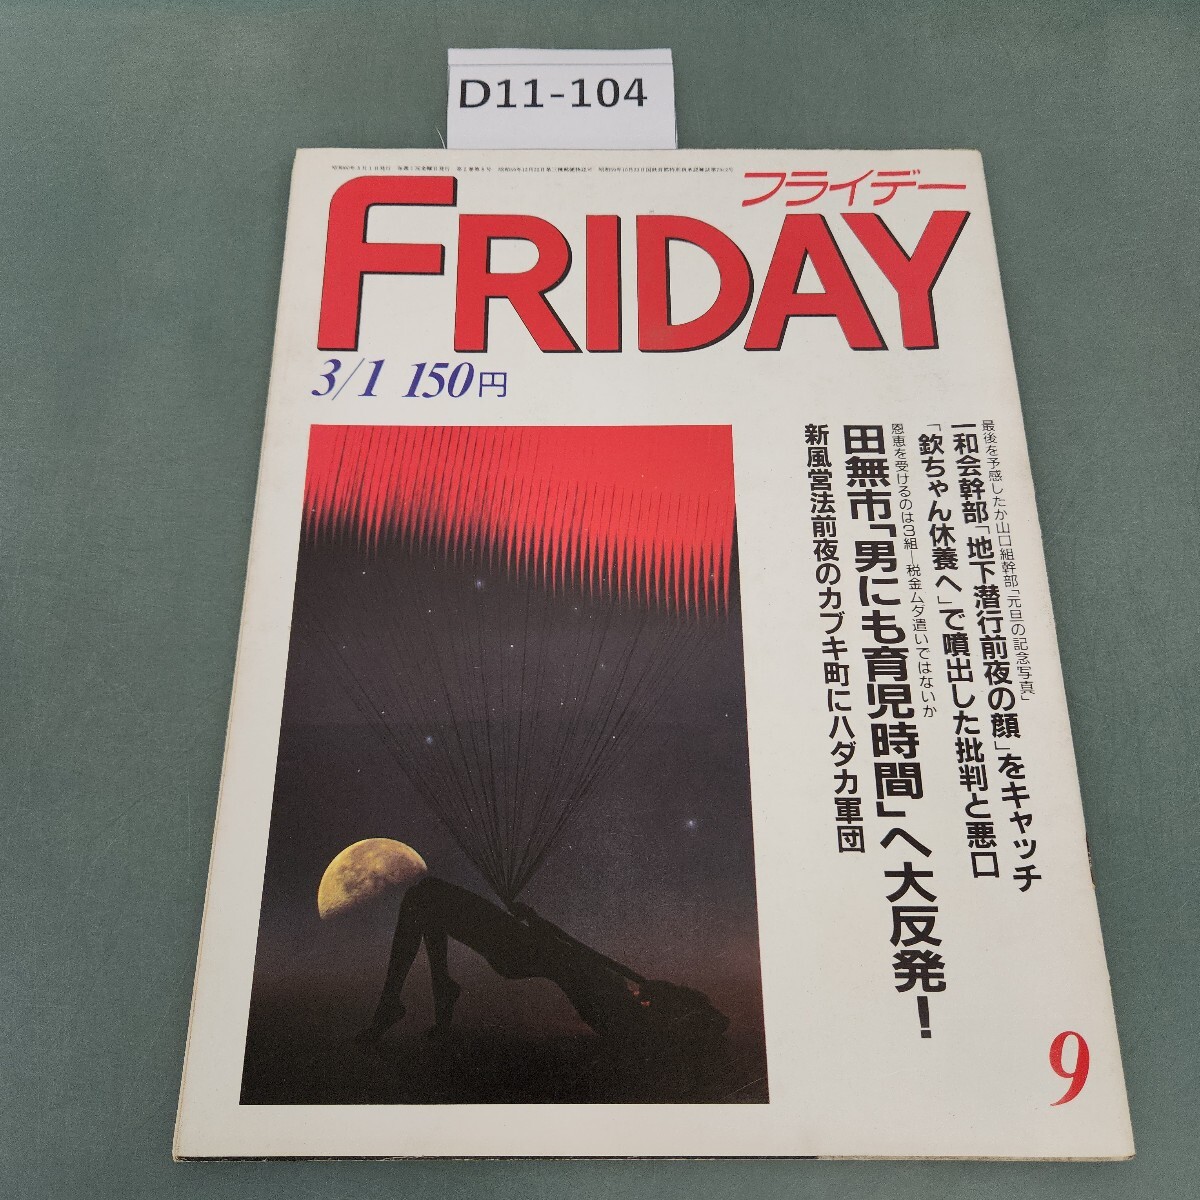 D11-104
フライデー
FRIDAY
3/1 150円
最後を予感したか山口組幹部「元旦の記念写真」
一和会幹部「地下潜行前夜の顔」をキャッチ
「欽ちゃん休養へ」で噴出した批判と悪口
恩恵を受けるのは3組―税金ムダ遣いではないか
田無市「男にも育児時間」へ大反発!
新風営法前夜のカブキ町にハダカ軍団
9